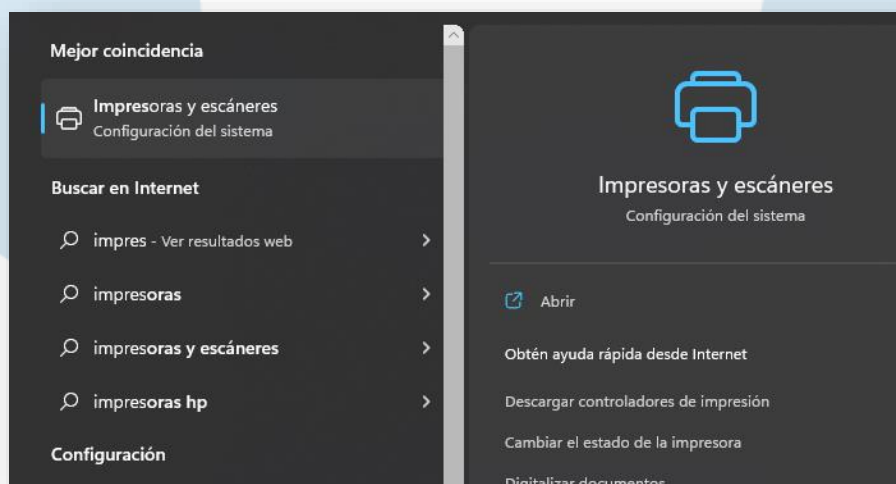 Mejor coincidencia
Impresoras y escáneres
Configuración del sistema
Buscar en Internet
impres - Ver resultados web
impresoras
impresoras y escáneres
impresoras hp
Configuración
Impresoras y escáneres
Configuración del sistema
Abrir
Obtén ayuda rápida desde Internet
Descargar controladores de impresión
Cambiar el estado de la impresora
Digitalizar documentos